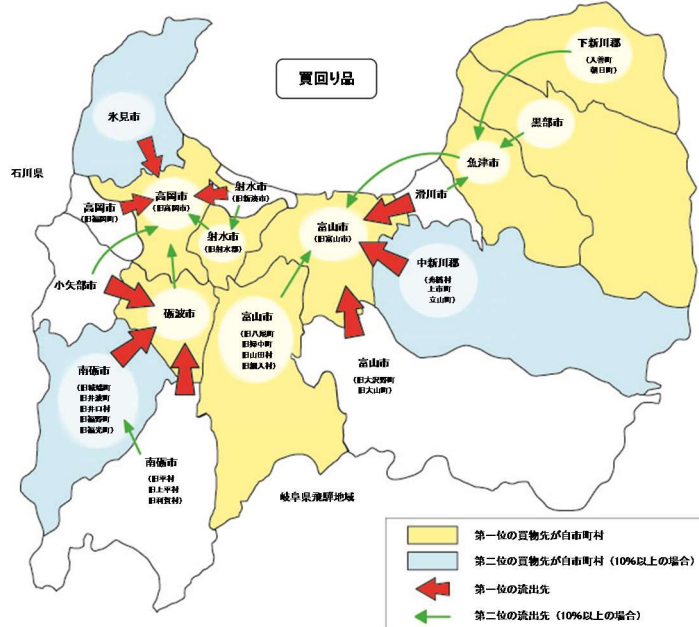 買回り品
下新川郡
(入善町
朝日町)
黒部市
魚津市
滑川市
氷見市
石川県
高岡市
(旧高岡市)
射水市
(旧新湊市)
高岡市
(旧福岡町)
射水市
(旧射水郡)
富山市
(旧富山市)
中新川郡
(舟橋村
上市町
立山町)
小矢部市
砺波市
富山市
(旧八尾町
旧婦中町
旧山田村
旧細入村)
富山市
(旧大沢野町
旧大山町)
南砺市
(旧城端町
旧井波町
旧井口村
旧福野町
旧福光町)
南砺市
(旧平村
旧上平村
旧利賀村)
岐阜県飛騨地域
第一位の買物先が自市町村
第二位の買物先が自市町村(10%以上の場合)
第一位の流出先
第二位の流出先(10%以上の場合)